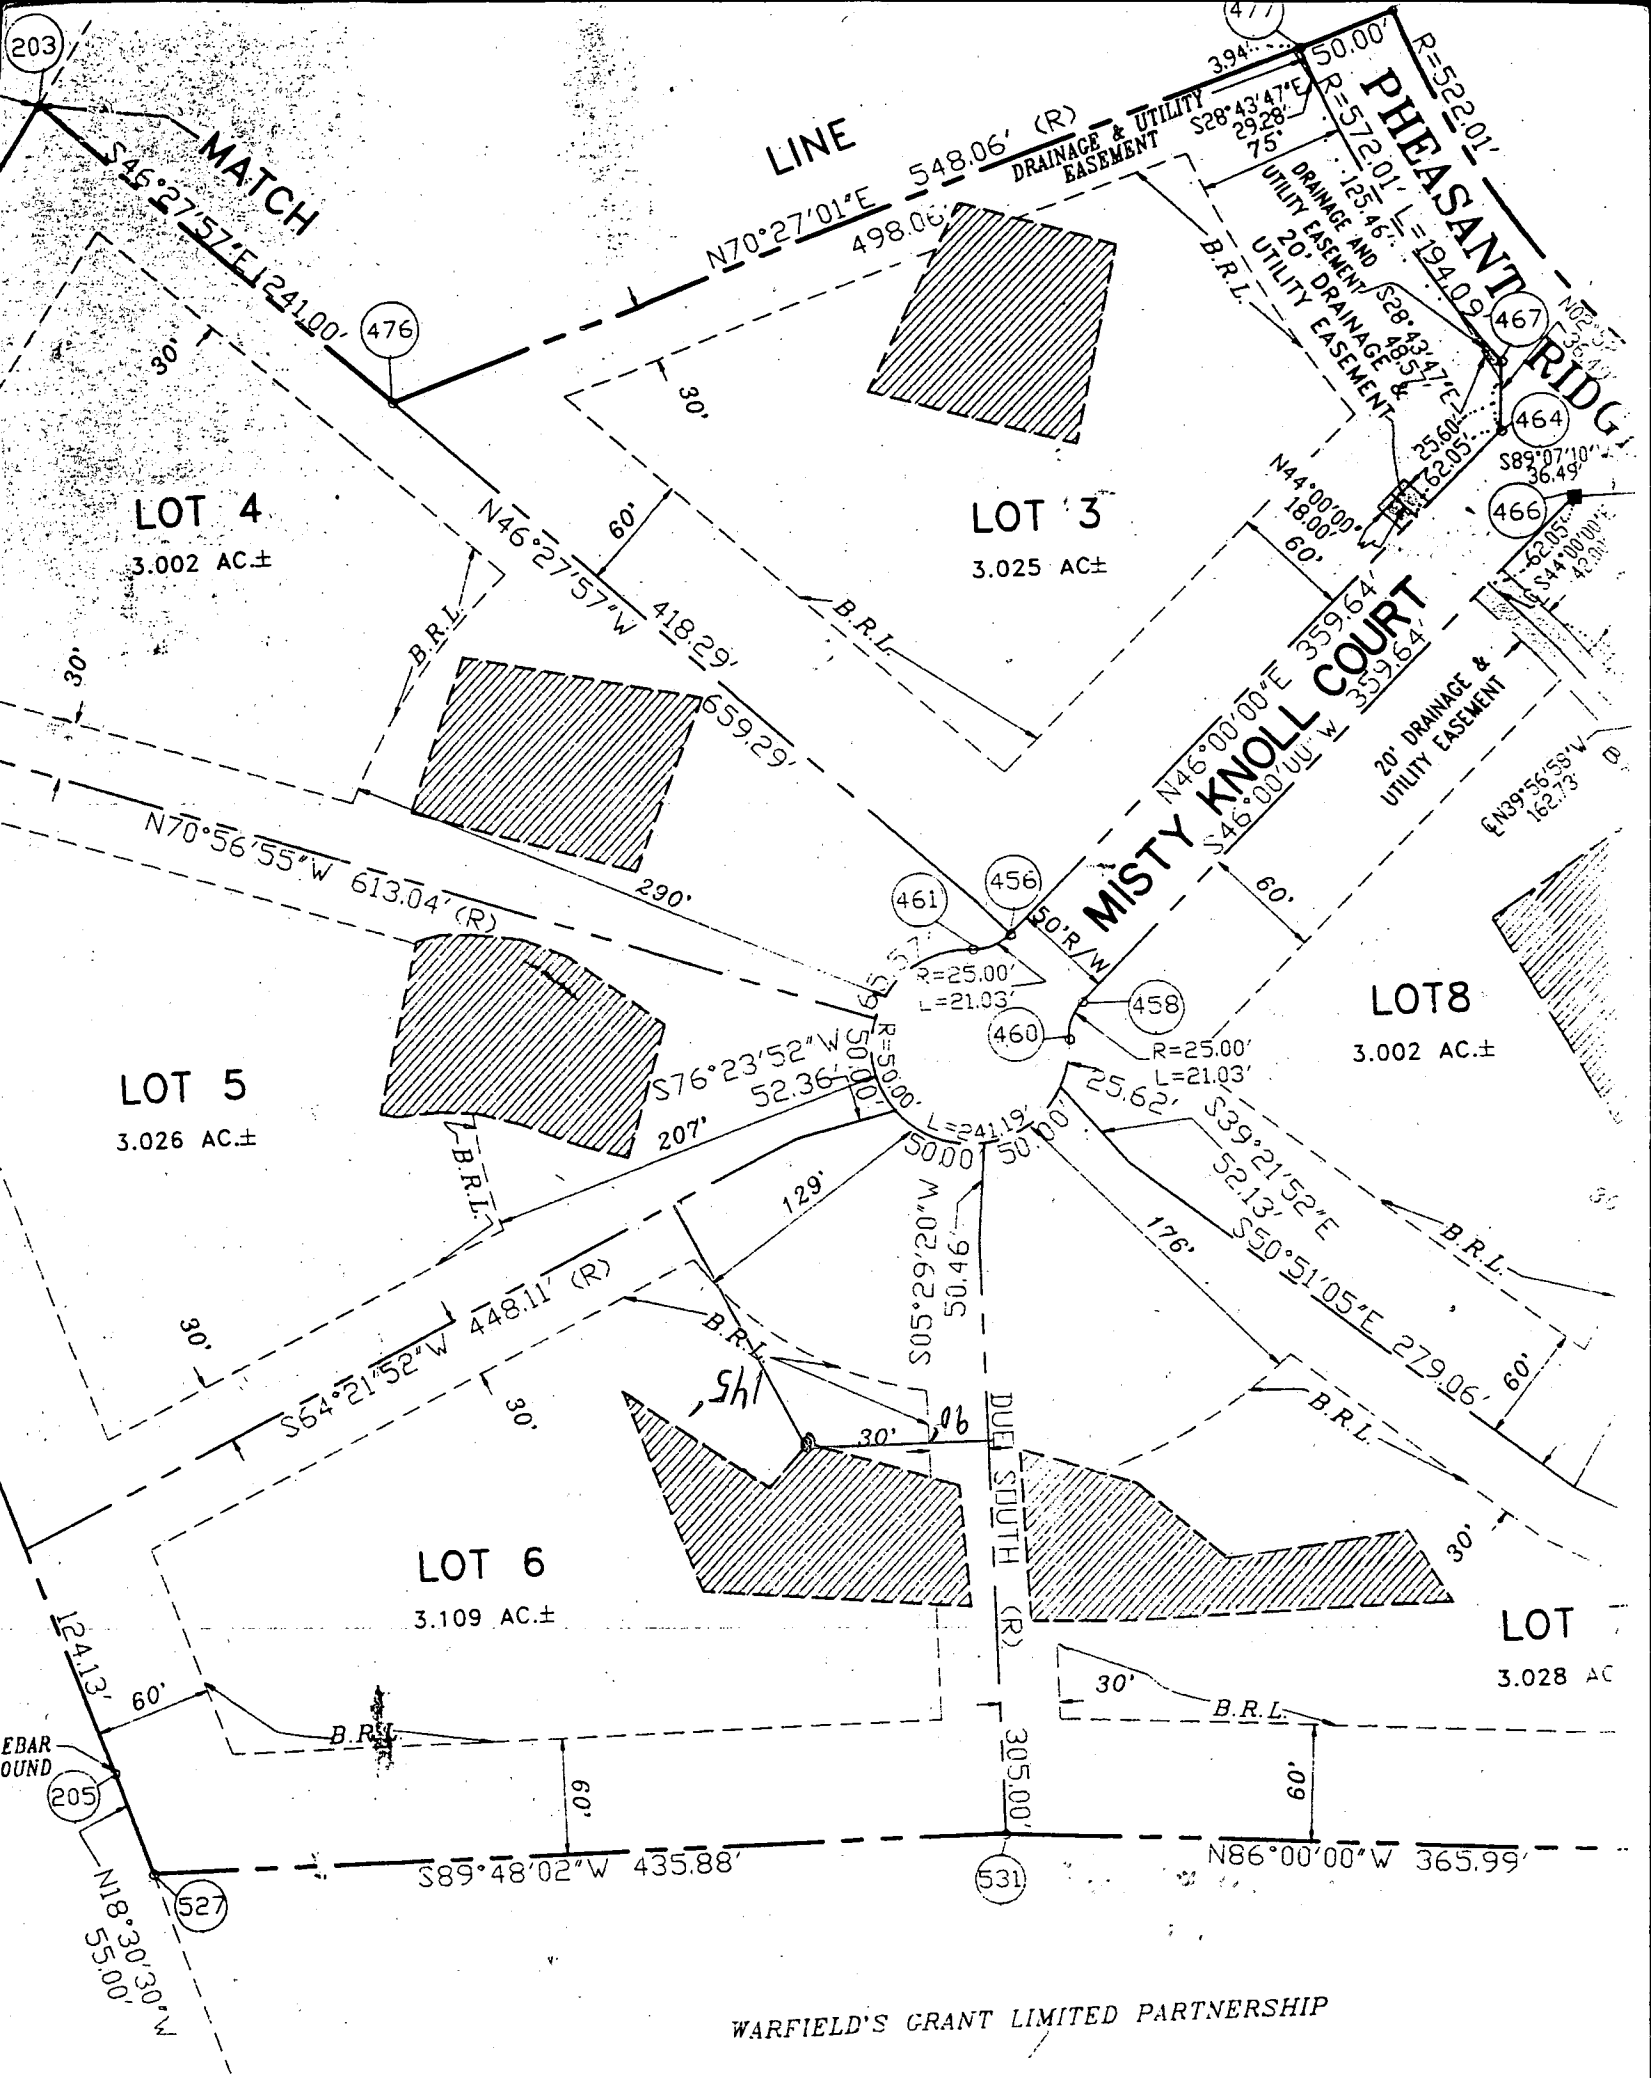 203
477
3.94'
50.00'
R=522.01'
MATCH
LINE
S46°27'57"E 1241.00'
N70°27'01"E 548.06' (R)
498.06'
DRAINAGE & UTILITY
EASEMENT
S28°43'47"E
29.28'
75'
R=572.01' L=194.09'
125.46'
PHEASANT RIDG
DRAINAGE AND
UTILITY EASEMENT
20' DRAINAGE &
UTILITY EASEMENT
S28°43'47"E
48.57'
B.R.L.
476
467
464
30'
30'
25.60'
62.05'
S89°07'10"
36.49'
466
LOT 4
3.002 AC.±
60'
LOT 3
3.025 AC±
N44°00'00"
18.00'
60'
62.05'
S44°00'00"E
N46°27'57"W 418.29'
659.29'
B.R.L.
B.R.L.
30'
N46°00'00"E 359.64'
MISTY KNOLL COURT
S46°00'00"W 359.64'
20' DRAINAGE &
UTILITY EASEMENT
℄N39°56'58"W
162.73'
B
N70°56'55"W 613.04' (R)
290'
461
456
50'R/W
60'
65.57'
R=25.00'
L=21.03'
458
460
R=25.00'
L=21.03'
LOT8
3.002 AC.±
LOT 5
3.026 AC.±
S76°23'52"W
52.36'
50.00'
R=50.00'
L=241.19'
207'
50.00'
50.00'
25.62'
S39°21'52"E
52.13'
B.R.L.
129'
S05°29'20"W
50.46'
176'
S50°51'05"E 279.06'
B.R.L.
60'
30'
S64°21'52"W 448.11' (R)
30'
B.R.L.
145'
90'
30'
DUE SOUTH (R)
305.00'
B.R.L.
30'
LOT 6
3.109 AC.±
LOT
3.028 AC
124.13'
60'
B.R.L.
30'
B.R.L.
EBAR
OUND
205
60'
60'
S89°48'02"W 435.88'
N86°00'00"W 365.99'
527
531
N18°30'30"W
55.00'
WARFIELD'S GRANT LIMITED PARTNERSHIP